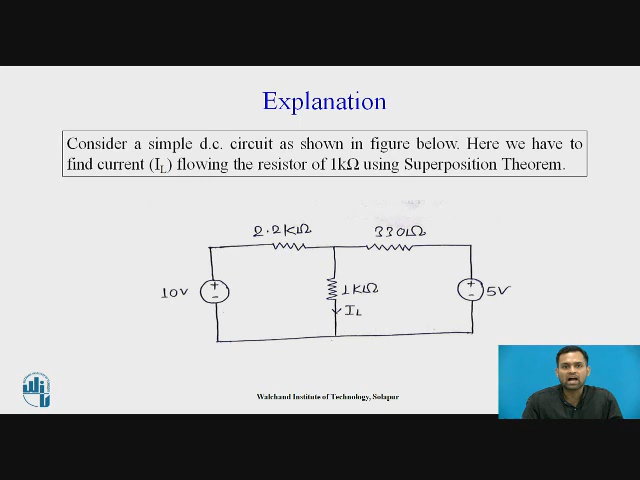 Explanation
Consider a simple d.c. circuit as shown in figure below. Here we have to
find current (IL) flowing the resistor of 1kΩ using Superposition Theorem.
2.2KΩ 330Ω
10V 1KΩ 5V
IL
Walchand Institute of Technology, Solapur